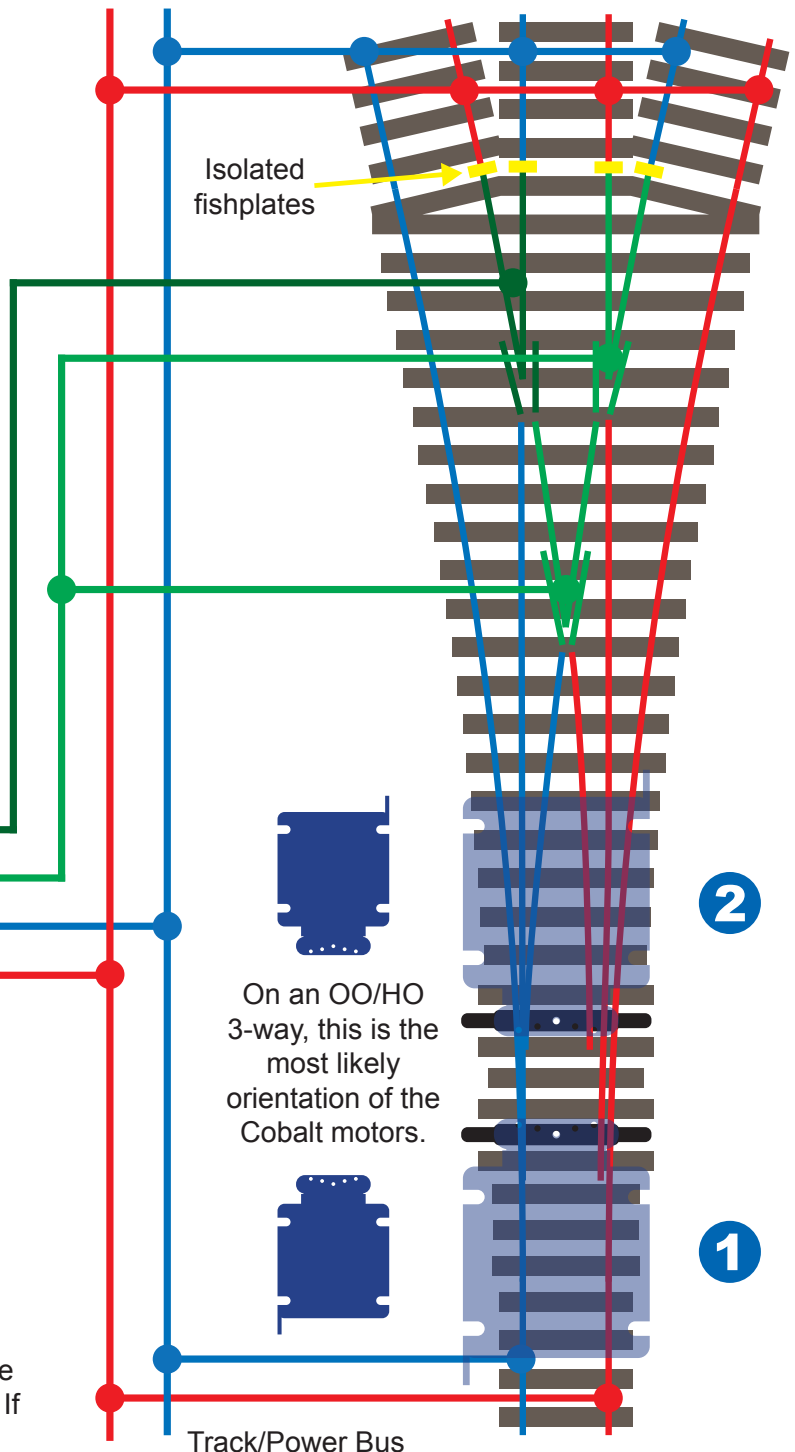 Isolated
fishplates
2
On an OO/HO
3-way, this is the
most likely
orientation of the
Cobalt motors.
1
e
If
Track/Power Bus